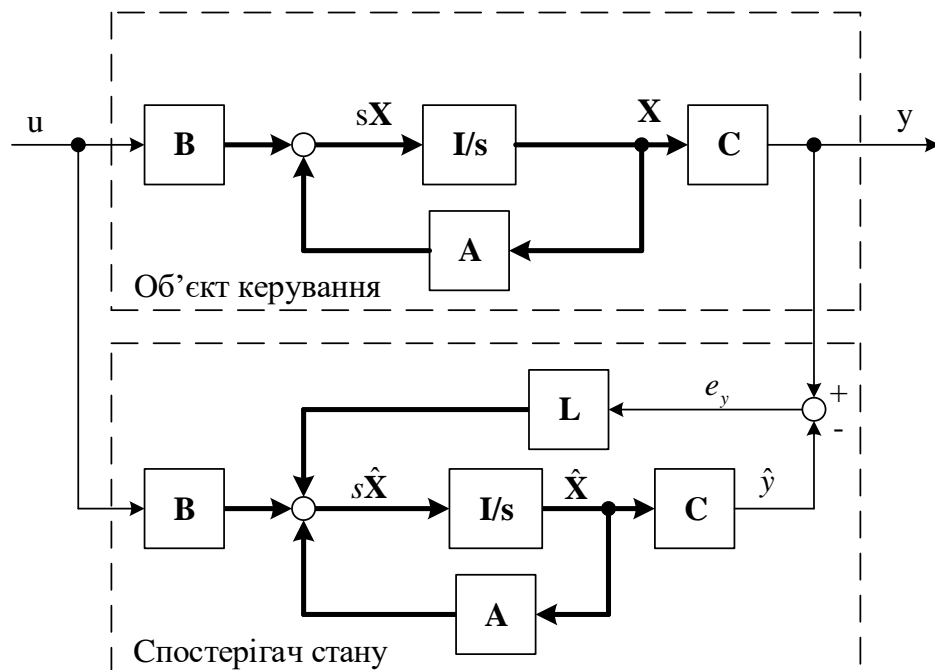 u
B
sX
I/s
X
C
y
A
Об’єкт керування
L
e_y
+
-
B
sX̂
I/s
X̂
C
ŷ
A
Спостерігач стану